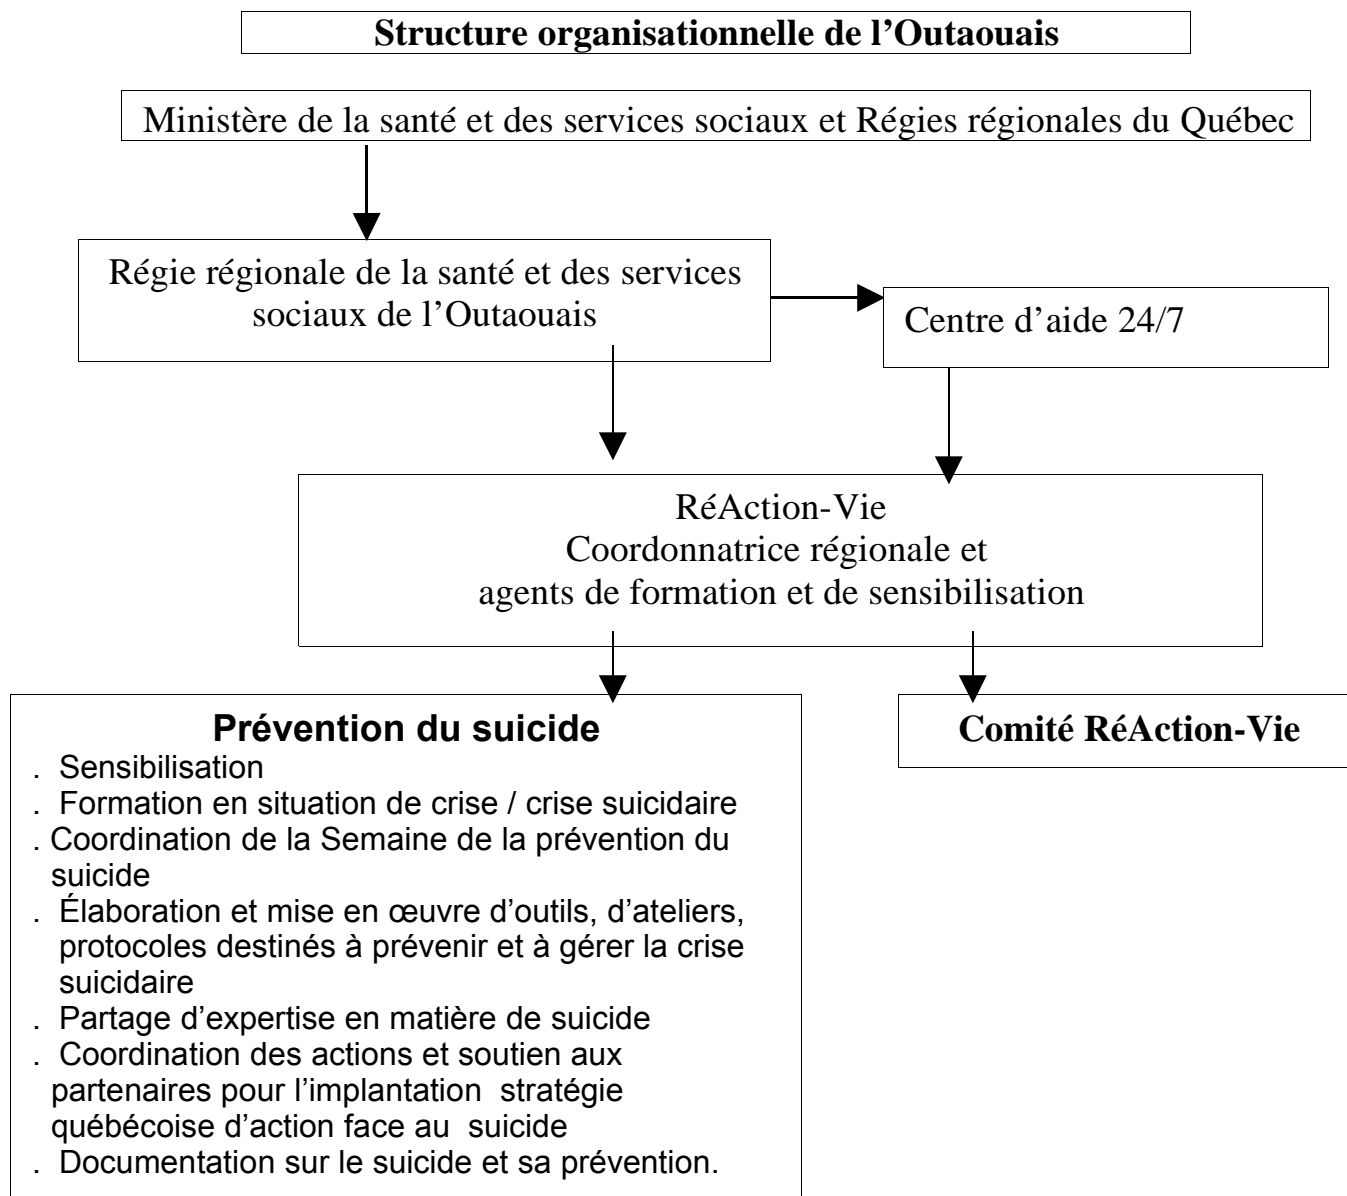 Structure organisationnelle de l’Outaouais
Ministère de la santé et des services sociaux et Régies régionales du Québec
Régie régionale de la santé et des services
sociaux de l’Outaouais
Centre d’aide 24/7
RéAction-Vie
Coordonnatrice régionale et
agents de formation et de sensibilisation
Prévention du suicide
. Sensibilisation
. Formation en situation de crise / crise suicidaire
. Coordination de la Semaine de la prévention du
suicide
. Élaboration et mise en œuvre d’outils, d’ateliers,
protocoles destinés à prévenir et à gérer la crise
suicidaire
. Partage d’expertise en matière de suicide
. Coordination des actions et soutien aux
partenaires pour l’implantation stratégie
québécoise d’action face au suicide
. Documentation sur le suicide et sa prévention.
Comité RéAction-Vie